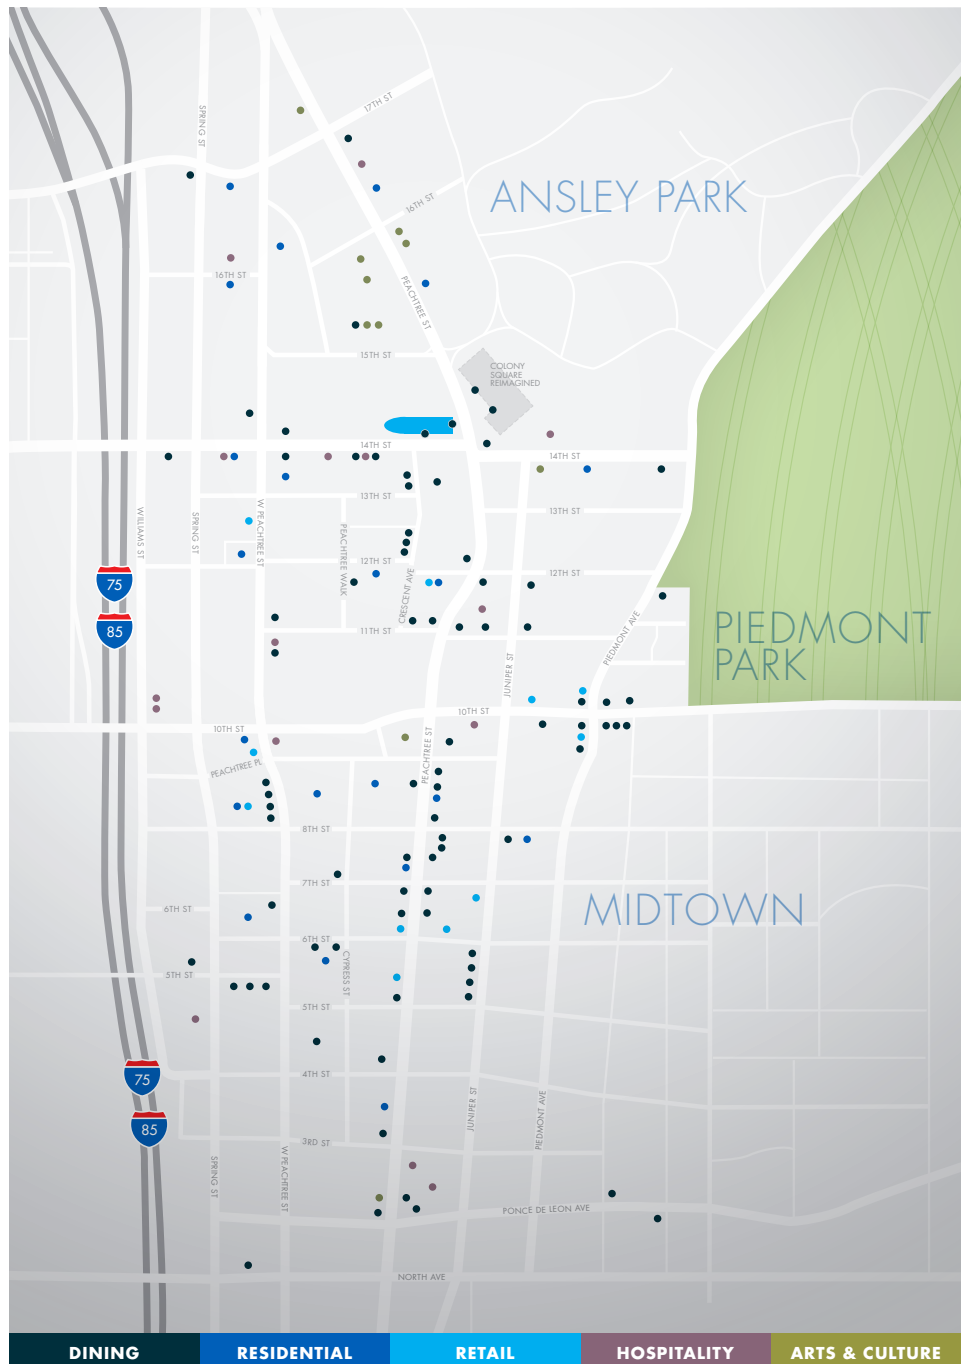 17TH ST
SPRING ST
ANSLEY PARK
16TH ST
16TH ST
PEACHTREE ST
15TH ST
COLONY
SQUARE
REIMAGINED
14TH ST
14TH ST
13TH ST
13TH ST
WILLIAMS ST
SPRING ST
W PEACHTREE ST
PEACHTREE WALK
12TH ST
CRESCENT AVE
12TH ST
75
85
11TH ST
PIEDMONT AVE
PIEDMONT
PARK
JUNIPER ST
10TH ST
10TH ST
PEACHTREE ST
PEACHTREE PL
8TH ST
7TH ST
MIDTOWN
6TH ST
6TH ST
CYPRESS ST
5TH ST
5TH ST
75
4TH ST
85
JUNIPER ST
PIEDMONT AVE
3RD ST
SPRING ST
W PEACHTREE ST
PONCE DE LEON AVE
NORTH AVE
DINING
RESIDENTIAL
RETAIL
HOSPITALITY
ARTS & CULTURE